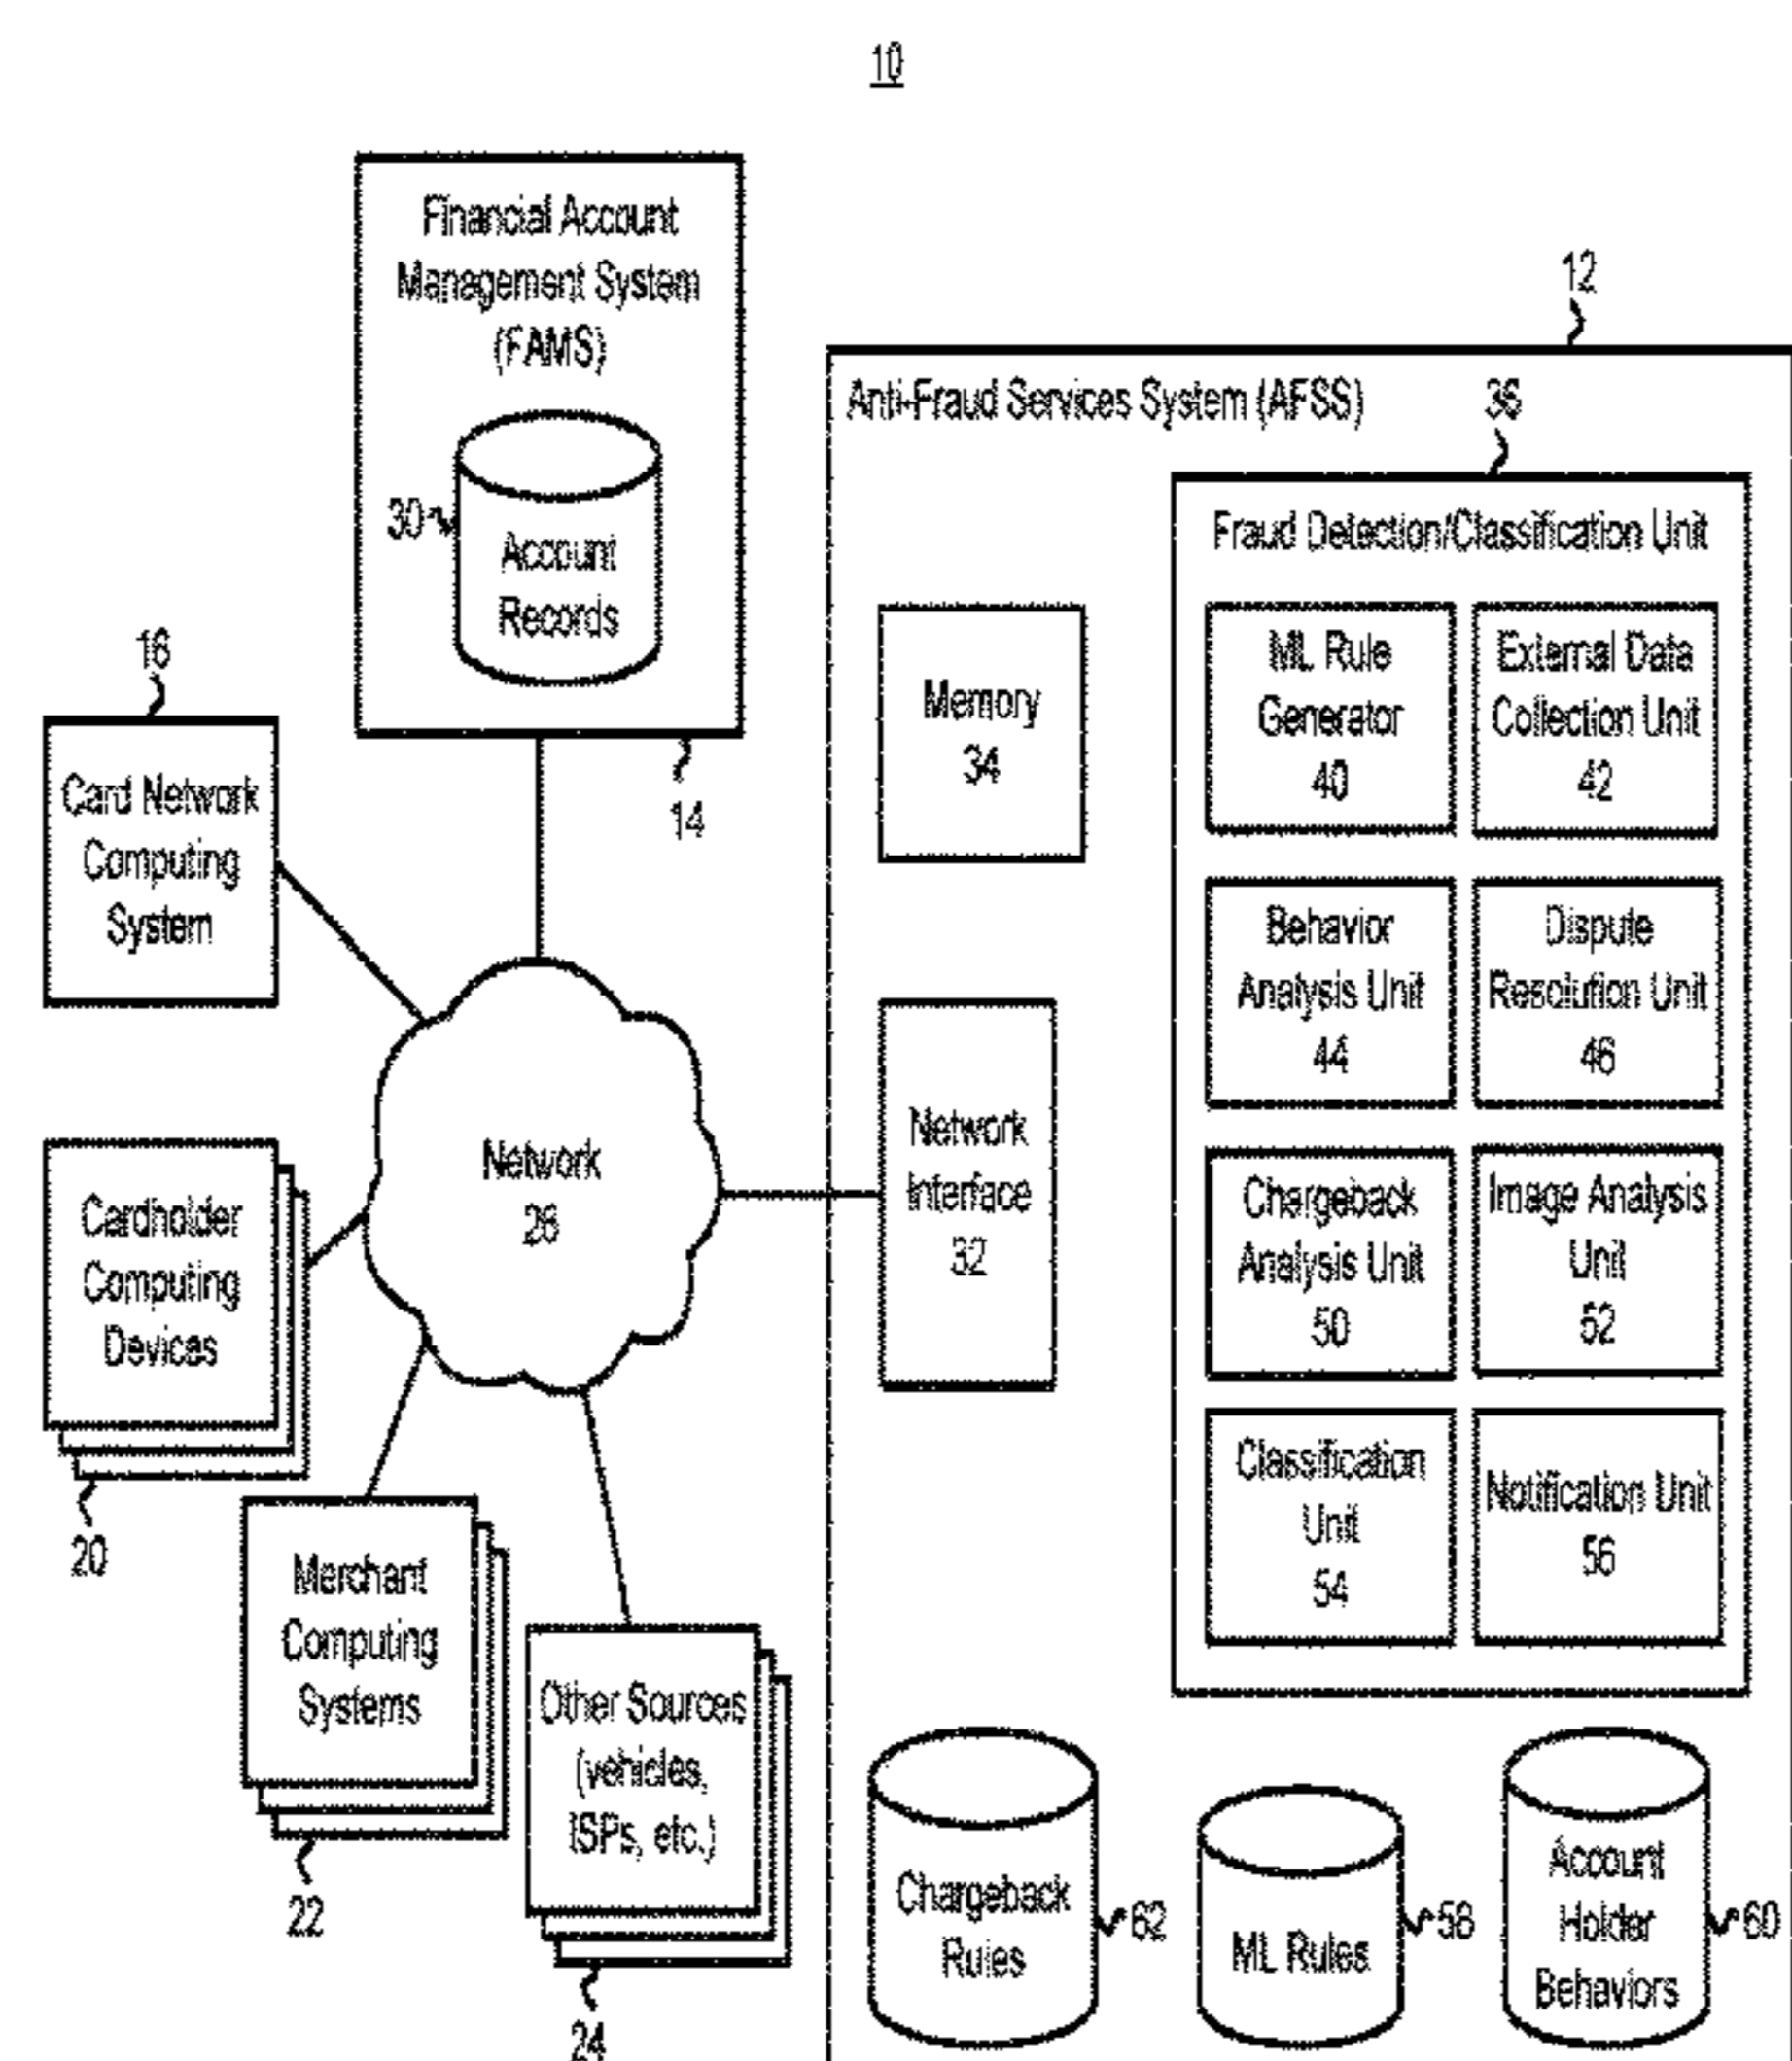 10
Financial Account
Management System
(FAMS)
30
Account
Records
14
16
Card Network
Computing
System
Cardholder
Computing
Devices
20
Network
26
Merchant
Computing
Systems
22
Other Sources
(vehicles,
ISPs, etc.)
24
12
Anti-Fraud Services System (AFSS)
36
Memory
34
Network
Interface
32
Fraud Detection/Classification Unit
ML Rule
Generator
40
External Data
Collection Unit
42
Behavior
Analysis Unit
44
Dispute
Resolution Unit
46
Chargeback
Analysis Unit
50
Image Analysis
Unit
52
Classification
Unit
54
Notification Unit
56
Chargeback
Rules
62
ML Rules
58
Account
Holder
Behaviors
60